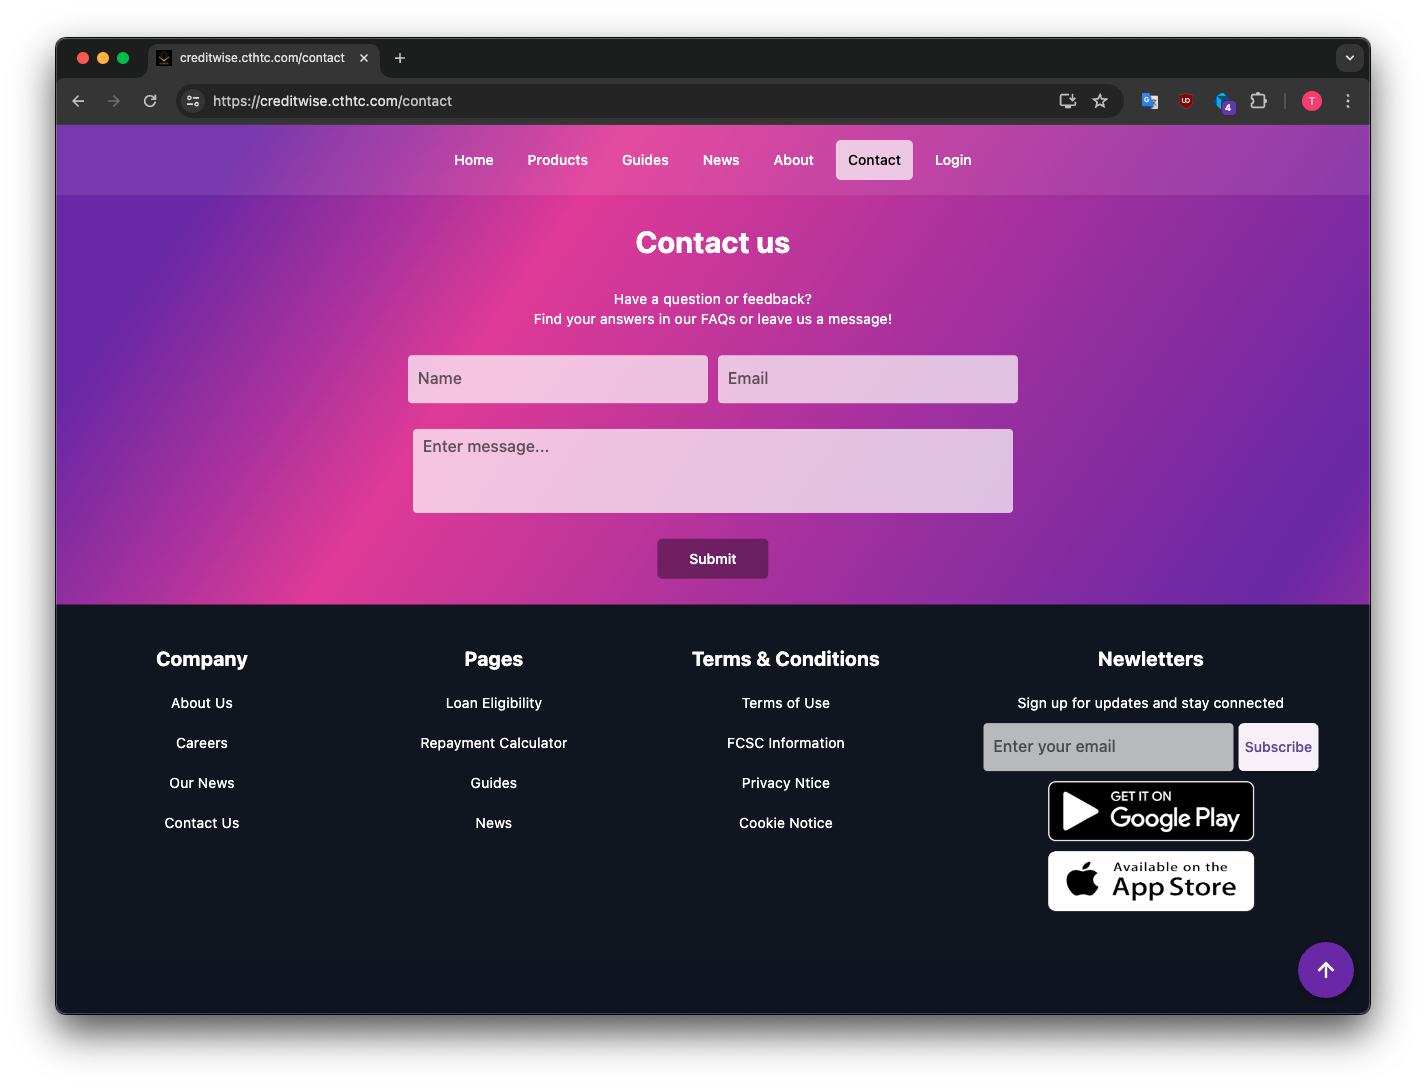 creditwise.cthtc.com/contact
https://creditwise.cthtc.com/contact
4
T
Home Products Guides News About Contact Login
Contact us
Have a question or feedback?
Find your answers in our FAQs or leave us a message!
Name Email
Enter message...
Submit
Company
About Us
Careers
Our News
Contact Us
Pages
Loan Eligibility
Repayment Calculator
Guides
News
Terms & Conditions
Terms of Use
FCSC Information
Privacy Ntice
Cookie Notice
Newletters
Sign up for updates and stay connected
Enter your email Subscribe
GET IT ON
Google Play
Available on the
App Store